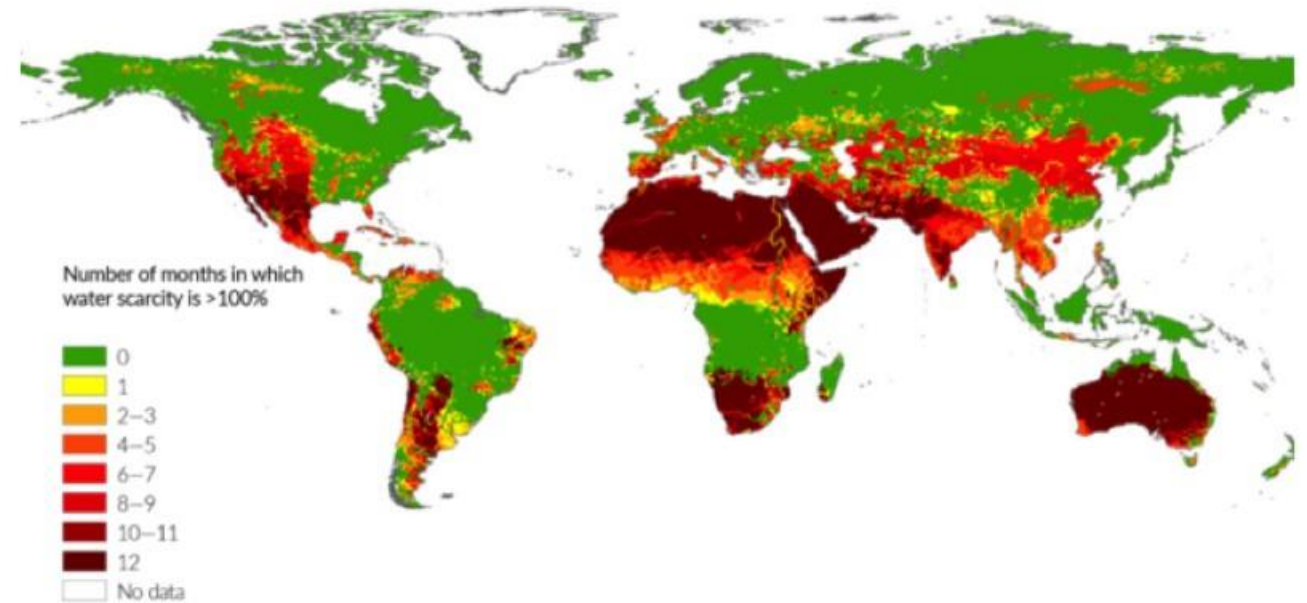 Number of months in which
water scarcity is >100%
0
1
2–3
4–5
6–7
8–9
10–11
12
No data